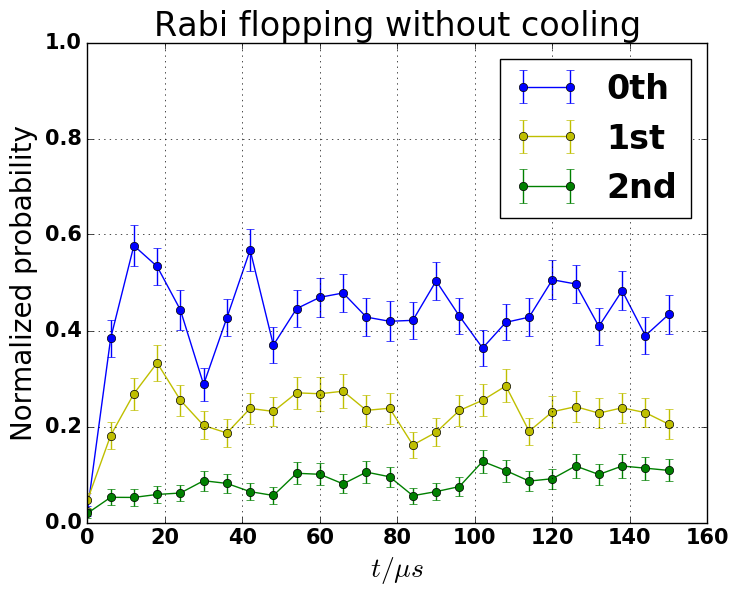 Rabi flopping without cooling
Normalized probability
1.0
0.8
0.6
0.4
0.2
0.0
0th
1st
2nd
0 20 40 60 80 100 120 140 160
t/μs